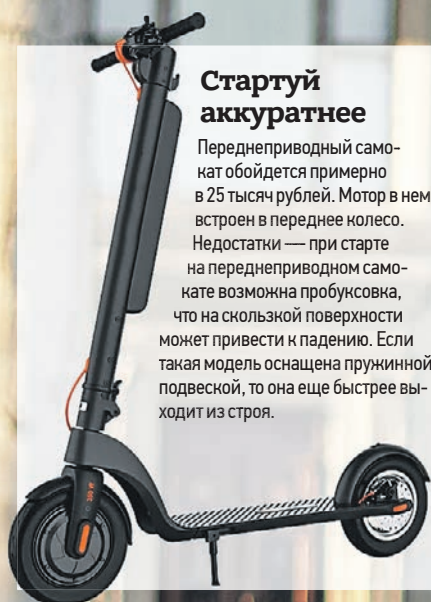 Стартуй
аккуратнее
Переднеприводный само-
кат обойдется примерно
в 25 тысяч рублей. Мотор в нем
встроен в переднее колесо.
Недостатки — при старте
на переднеприводном само-
кате возможна пробуксовка,
что на скользкой поверхности
может привести к падению. Если
такая модель оснащена пружинной
подвеской, то она еще быстрее вы-
ходит из строя.